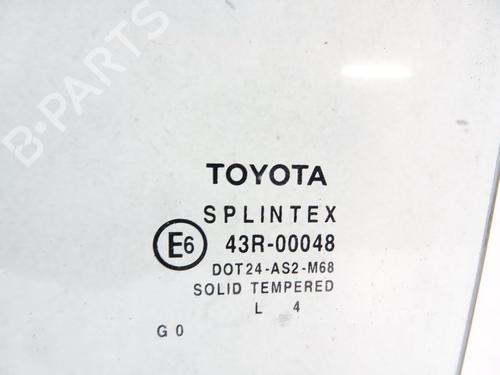 B-PARTS
TOYOTA
SPLINTEX
E6 43R-00048
DOT24-AS2-M68
SOLID TEMPERED
L 4
G 0